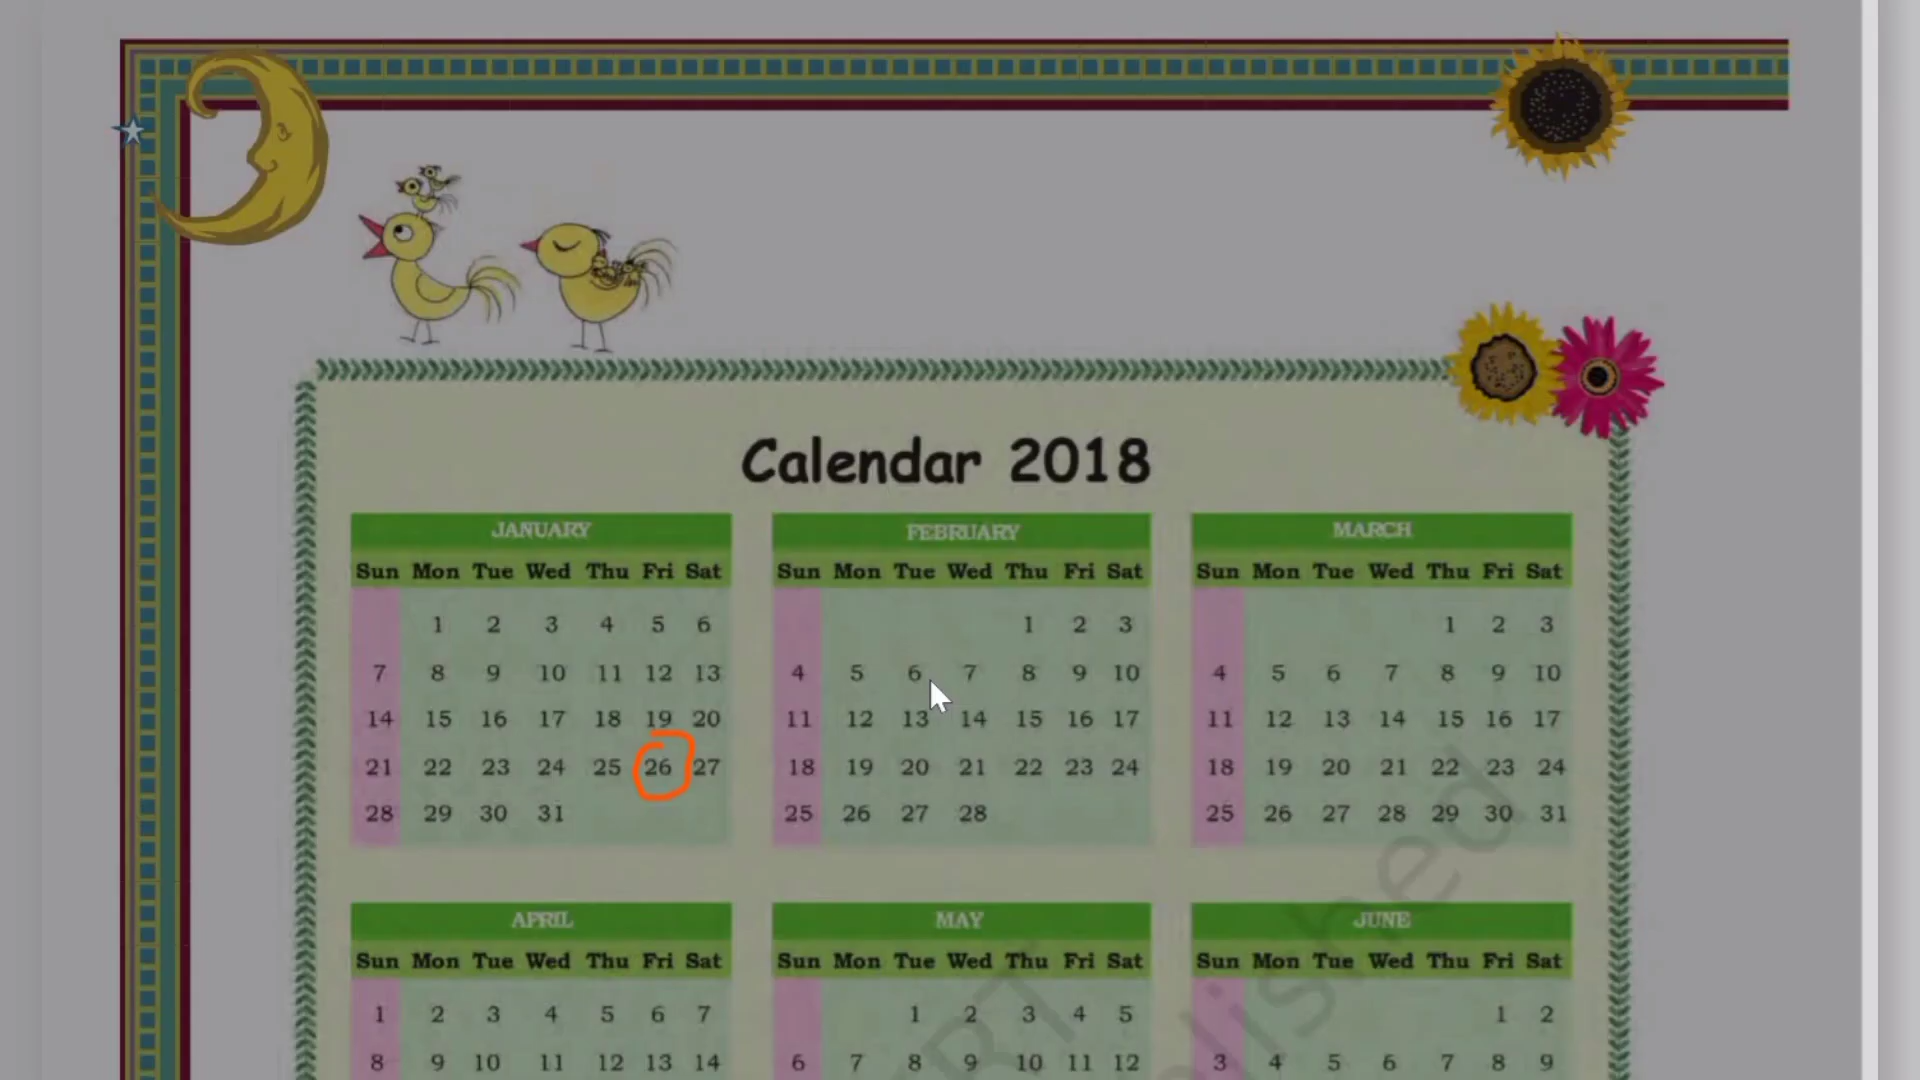 Calendar 2018
JANUARY
Sun Mon Tue Wed Thu Fri Sat
1 2 3 4 5 6
7 8 9 10 11 12 13
14 15 16 17 18 19 20
21 22 23 24 25 26 27
28 29 30 31
FEBRUARY
Sun Mon Tue Wed Thu Fri Sat
1 2 3
4 5 6 7 8 9 10
11 12 13 14 15 16 17
18 19 20 21 22 23 24
25 26 27 28
MARCH
Sun Mon Tue Wed Thu Fri Sat
1 2 3
4 5 6 7 8 9 10
11 12 13 14 15 16 17
18 19 20 21 22 23 24
25 26 27 28 29 30 31
APRIL
Sun Mon Tue Wed Thu Fri Sat
1 2 3 4 5 6 7
8 9 10 11 12 13 14
MAY
Sun Mon Tue Wed Thu Fri Sat
1 2 3 4 5
6 7 8 9 10 11 12
JUNE
Sun Mon Tue Wed Thu Fri Sat
1 2
3 4 5 6 7 8 9